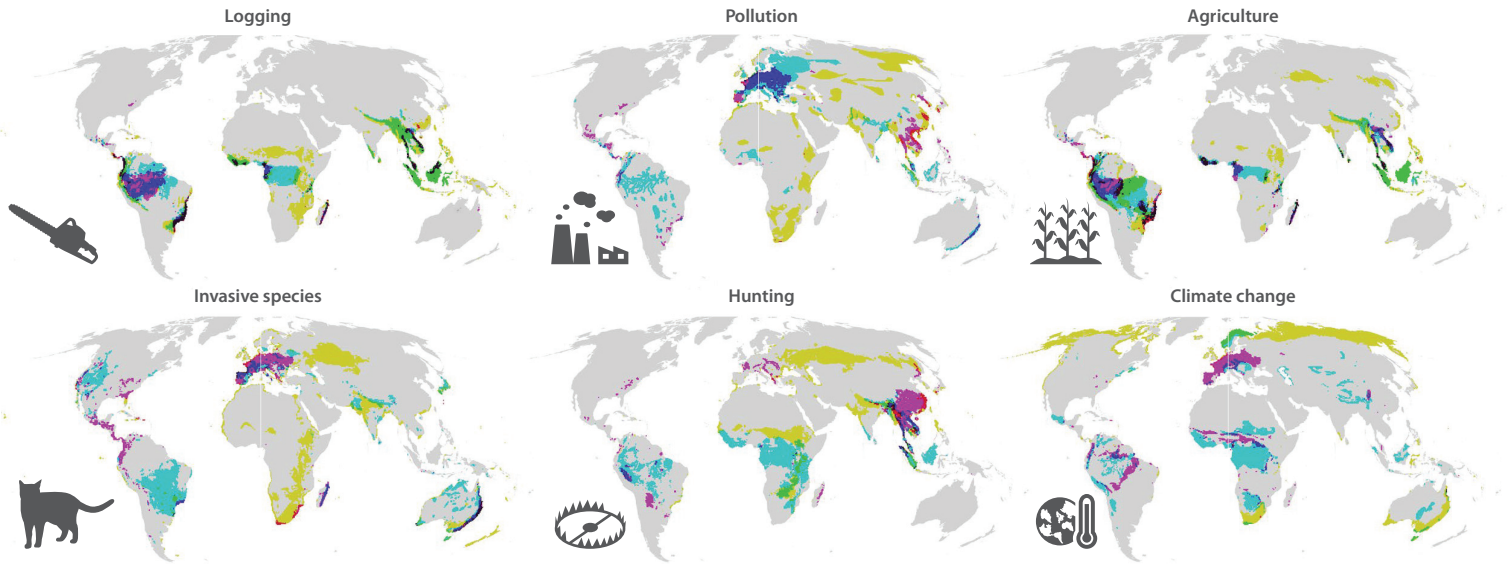 Logging
Pollution
Agriculture
Invasive species
Hunting
Climate change